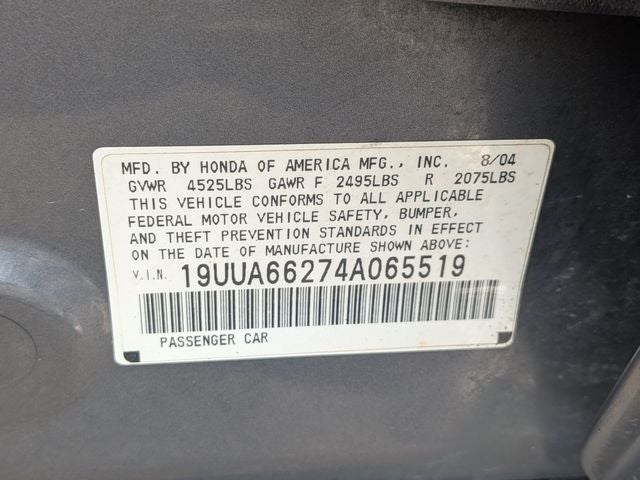 MFD. BY HONDA OF AMERICA MFG., INC. 8/04
GVWR 4525LBS GAWR F 2495LBS R 2075LBS
THIS VEHICLE CONFORMS TO ALL APPLICABLE
FEDERAL MOTOR VEHICLE SAFETY, BUMPER,
AND THEFT PREVENTION STANDARDS IN EFFECT
ON THE DATE OF MANUFACTURE SHOWN ABOVE:
V.I.N. 19UUA66274A065519
PASSENGER CAR